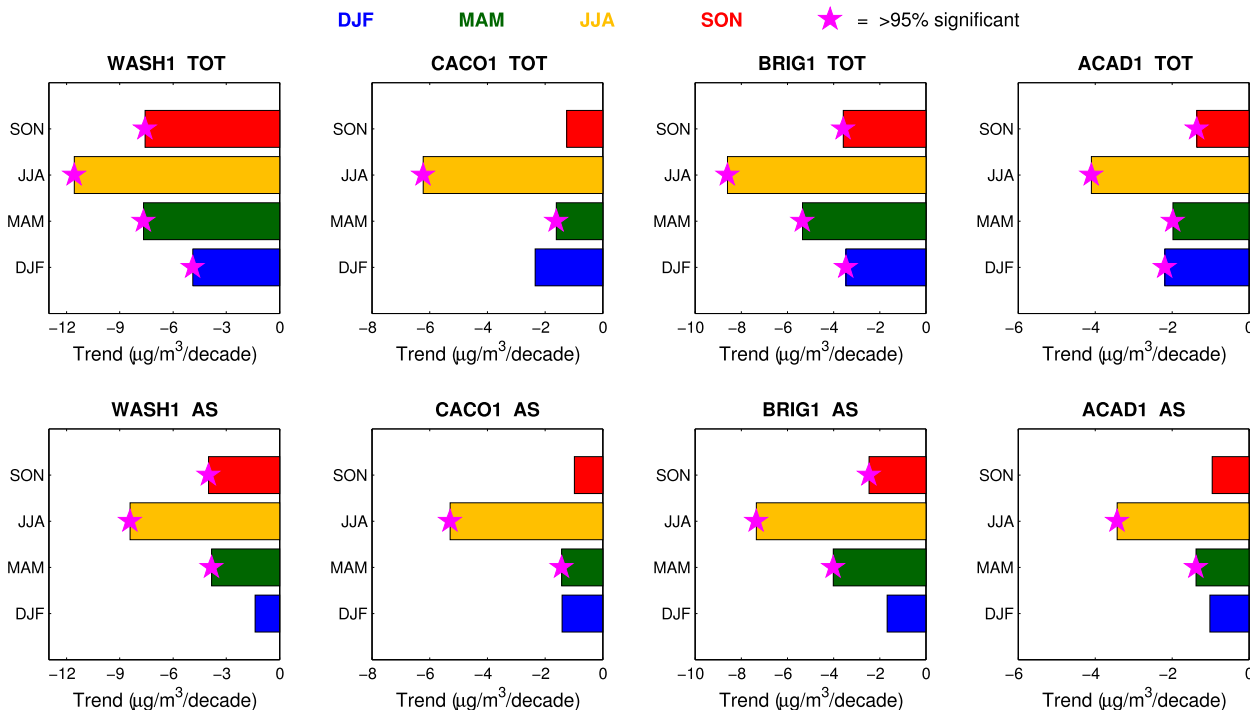 DJF MAM JJA SON ★ = >95% significant
WASH1 TOT CACO1 TOT BRIG1 TOT ACAD1 TOT
SON SON SON SON
JJA JJA JJA JJA
MAM MAM MAM MAM
DJF DJF DJF DJF
−12 −9 −6 −3 0 −8 −6 −4 −2 0 −10 −8 −6 −4 −2 0 −6 −4 −2 0
Trend (μg/m³/decade) Trend (μg/m³/decade) Trend (μg/m³/decade) Trend (μg/m³/decade)
WASH1 AS CACO1 AS BRIG1 AS ACAD1 AS
SON SON SON SON
JJA JJA JJA JJA
MAM MAM MAM MAM
DJF DJF DJF DJF
−12 −9 −6 −3 0 −8 −6 −4 −2 0 −10 −8 −6 −4 −2 0 −6 −4 −2 0
Trend (μg/m³/decade) Trend (μg/m³/decade) Trend (μg/m³/decade) Trend (μg/m³/decade)